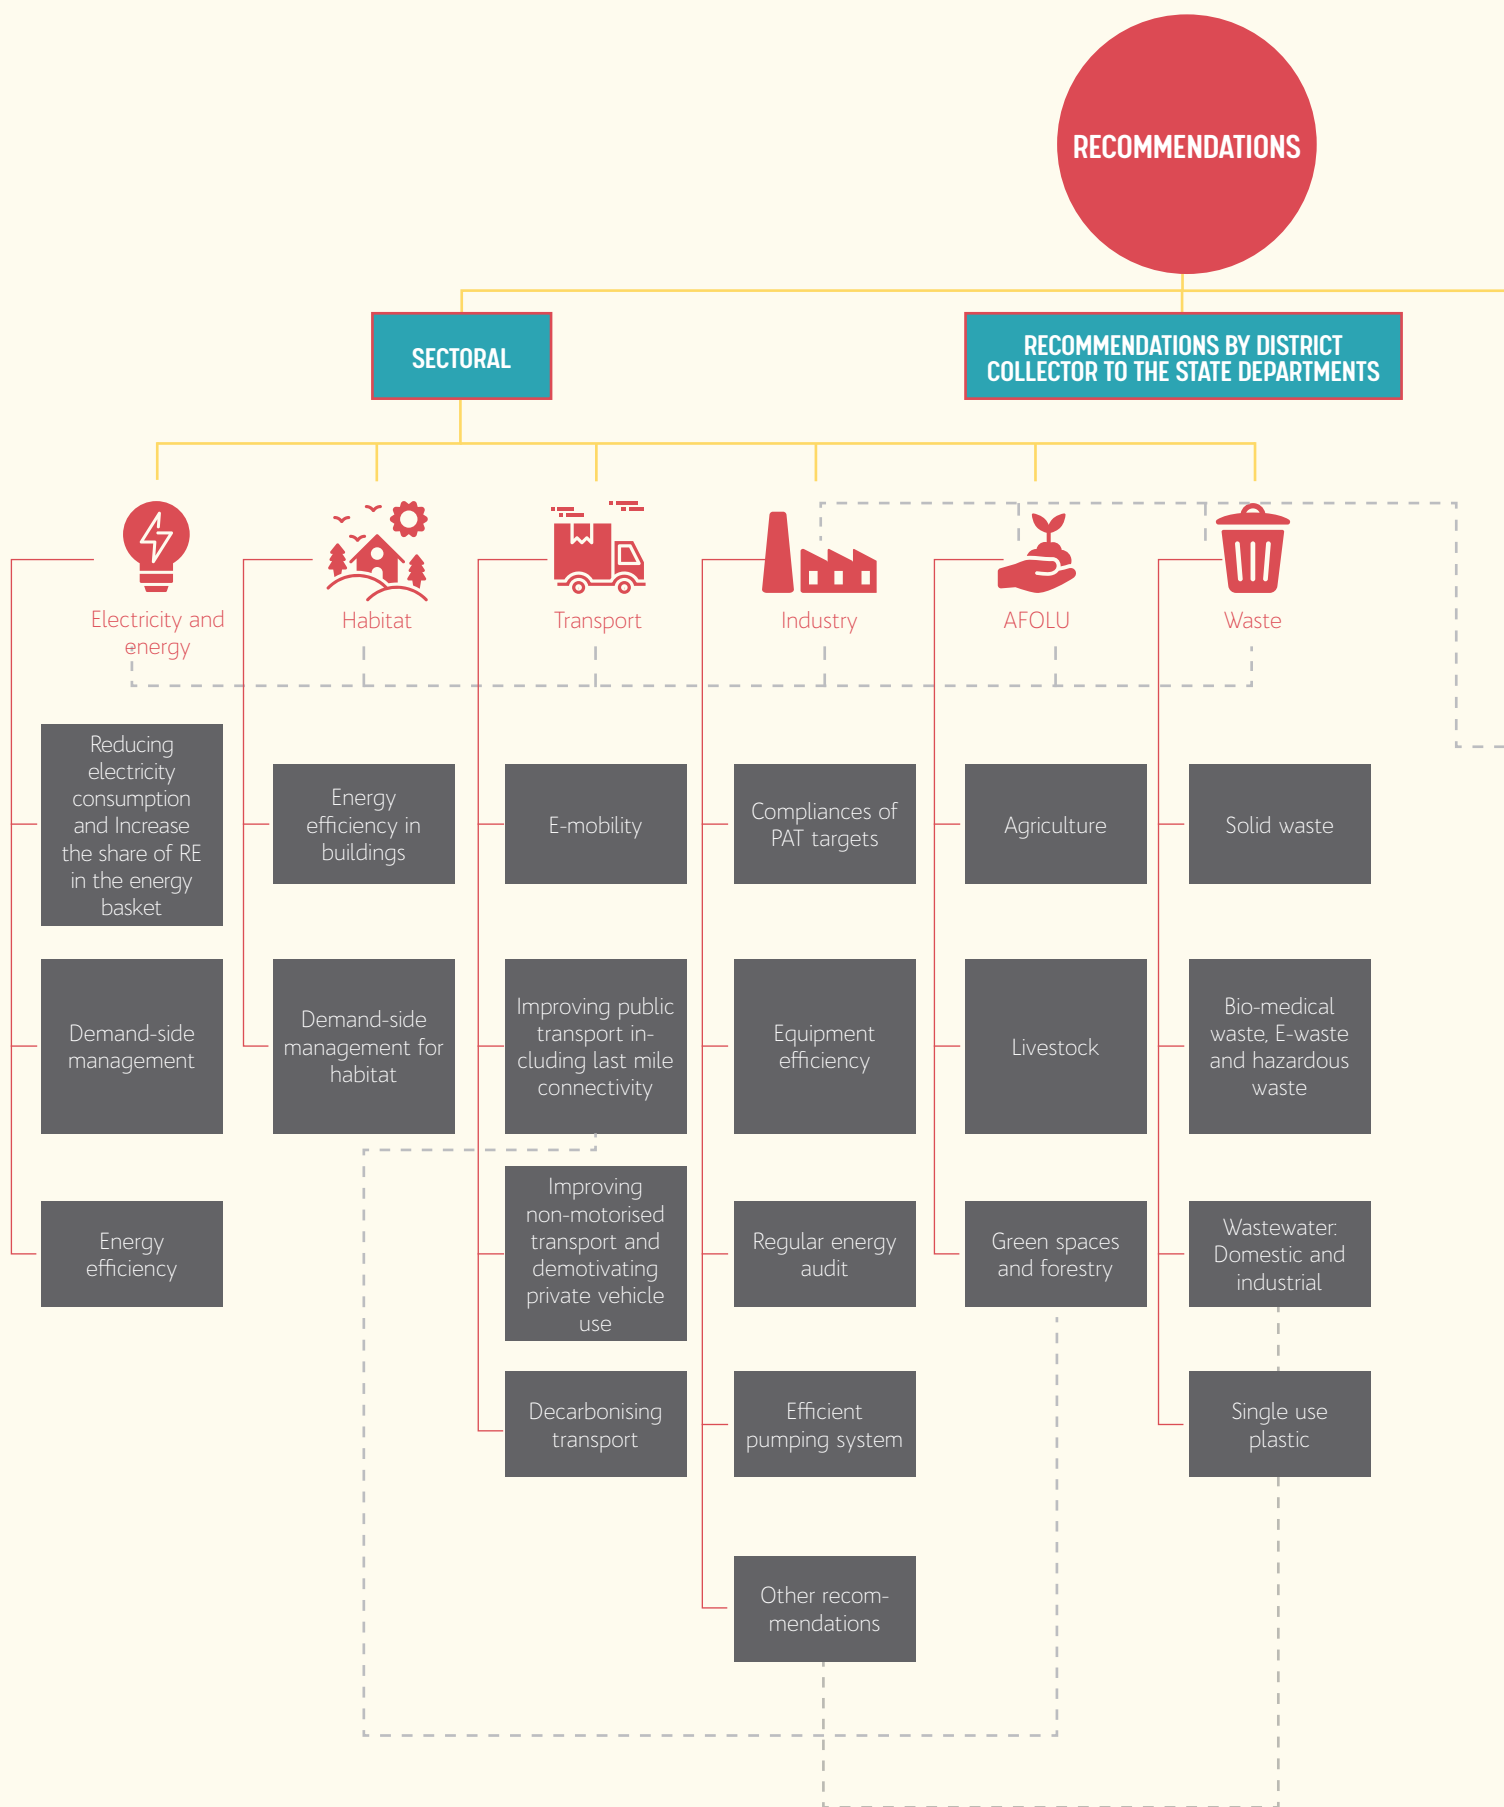 RECOMMENDATIONS
SECTORAL
RECOMMENDATIONS BY DISTRICT
COLLECTOR TO THE STATE DEPARTMENTS
Electricity and
energy
Habitat
Transport
Industry
AFOLU
Waste
Reducing
electricity
consumption
and Increase
the share of RE
in the energy
basket
Demand-side
management
Energy
efficiency
Energy
efficiency in
buildings
Demand-side
management for
habitat
E-mobility
Improving public
transport in-
cluding last mile
connectivity
Improving
non-motorised
transport and
demotivating
private vehicle
use
Decarbonising
transport
Compliances of
PAT targets
Equipment
efficiency
Regular energy
audit
Efficient
pumping system
Other recom-
mendations
Agriculture
Livestock
Green spaces
and forestry
Solid waste
Bio-medical
waste, E-waste
and hazardous
waste
Wastewater:
Domestic and
industrial
Single use
plastic